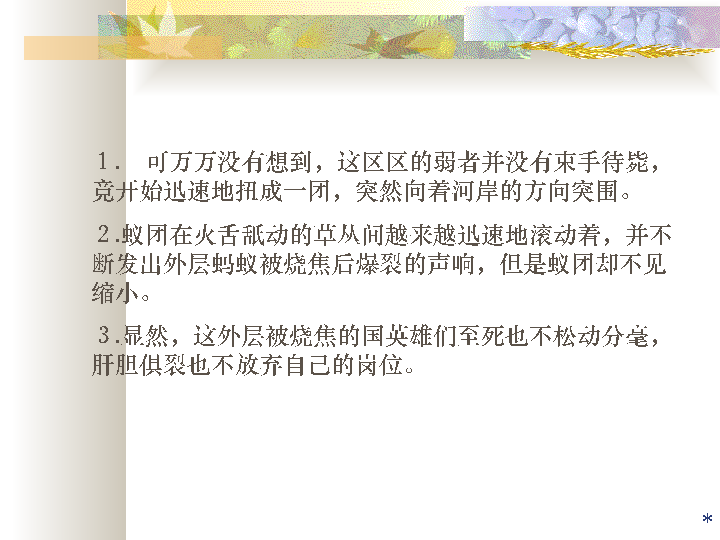 1. 可万万没有想到，这区区的弱者并没有束手待毙，
竟开始迅速地扭成一团，突然向着河岸的方向突围。
2.蚁团在火舌舐动的草丛间越来越迅速地滚动着，并不
断发出外层蚂蚁被烧焦后爆裂的声响，但是蚁团却不见
缩小。
3.显然，这外层被烧焦的国英雄们至死也不松动分毫，
肝胆俱裂也不放弃自己的岗位。
*